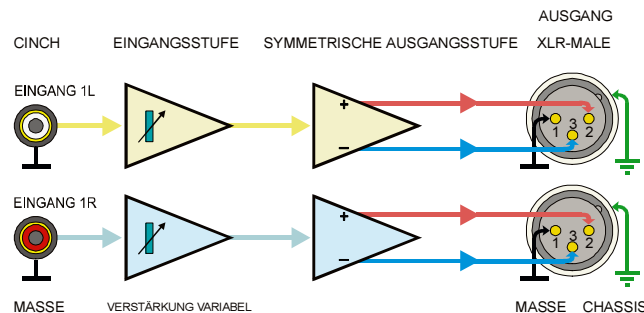 AUSGANG
CINCH EINGANGSSTUFE SYMMETRISCHE AUSGANGSSTUFE XLR-MALE
EINGANG 1L
+
−
1 3 2
EINGANG 1R
+
−
1 3 2
MASSE VERSTÄRKUNG VARIABEL MASSE CHASSIS